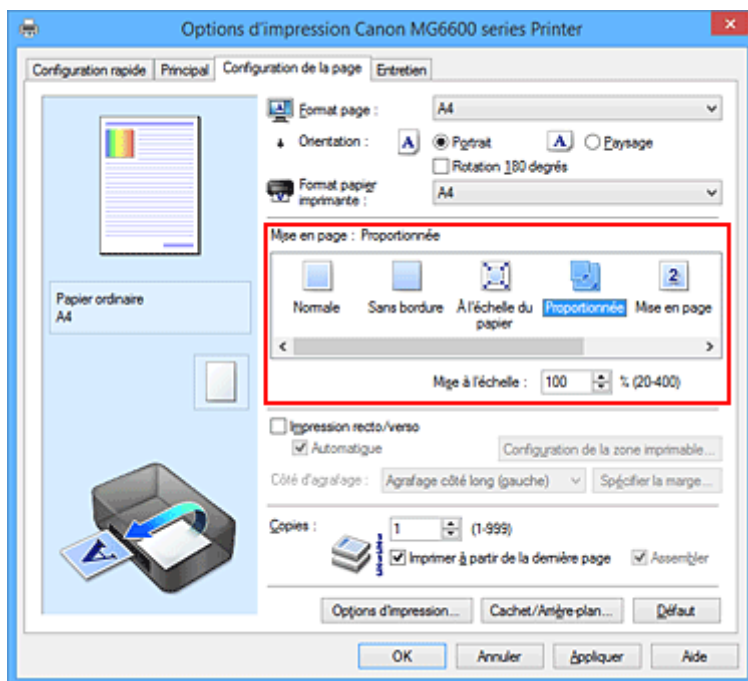 Options d'impression Canon MG6600 series Printer
Configuration rapide Principal Configuration de la page Entretien
Format page : A4
Orientation : A Portrait A Paysage
Rotation 180 degrés
Format papier
imprimante : A4
Mise en page : Proportionnée
2
Normale Sans bordure À l'échelle du
papier Proportionnée Mise en page
Mise à l'échelle : 100 % (20-400)
Papier ordinaire
A4
Impression recto/verso
Automatique Configuration de la zone imprimable...
Côté d'agrafage : Agrafage côté long (gauche) Spécifier la marge...
Copies : 1 (1-999)
Imprimer à partir de la dernière page Assembler
Options d'impression... Cachet/Arrière-plan... Défaut
OK Annuler Appliquer Aide